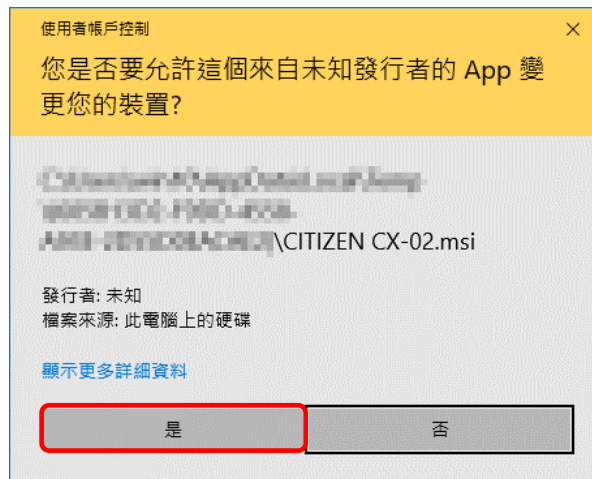 使用者帳戶控制
您是否要允許這個來自未知發行者的 App 變
更您的裝置?
\CITIZEN CX-02.msi
發行者: 未知
檔案來源: 此電腦上的硬碟
顯示更多詳細資料
是
否